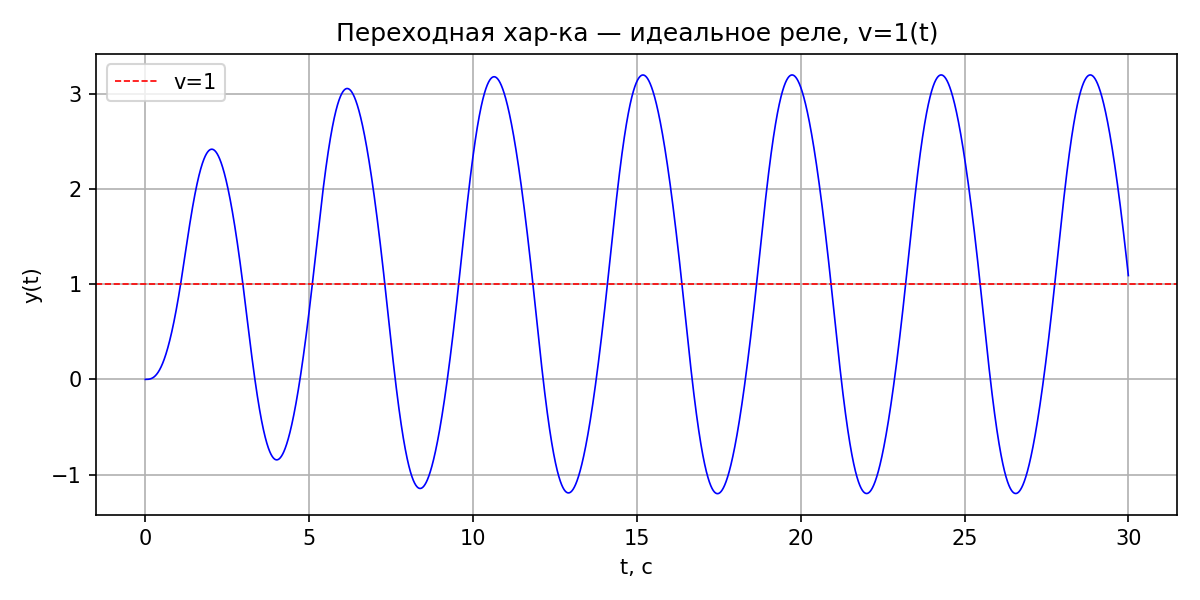 Переходная хар-ка — идеальное реле, v=1(t)
v=1
y(t)
3
2
1
0
−1
0 5 10 15 20 25 30
t, с